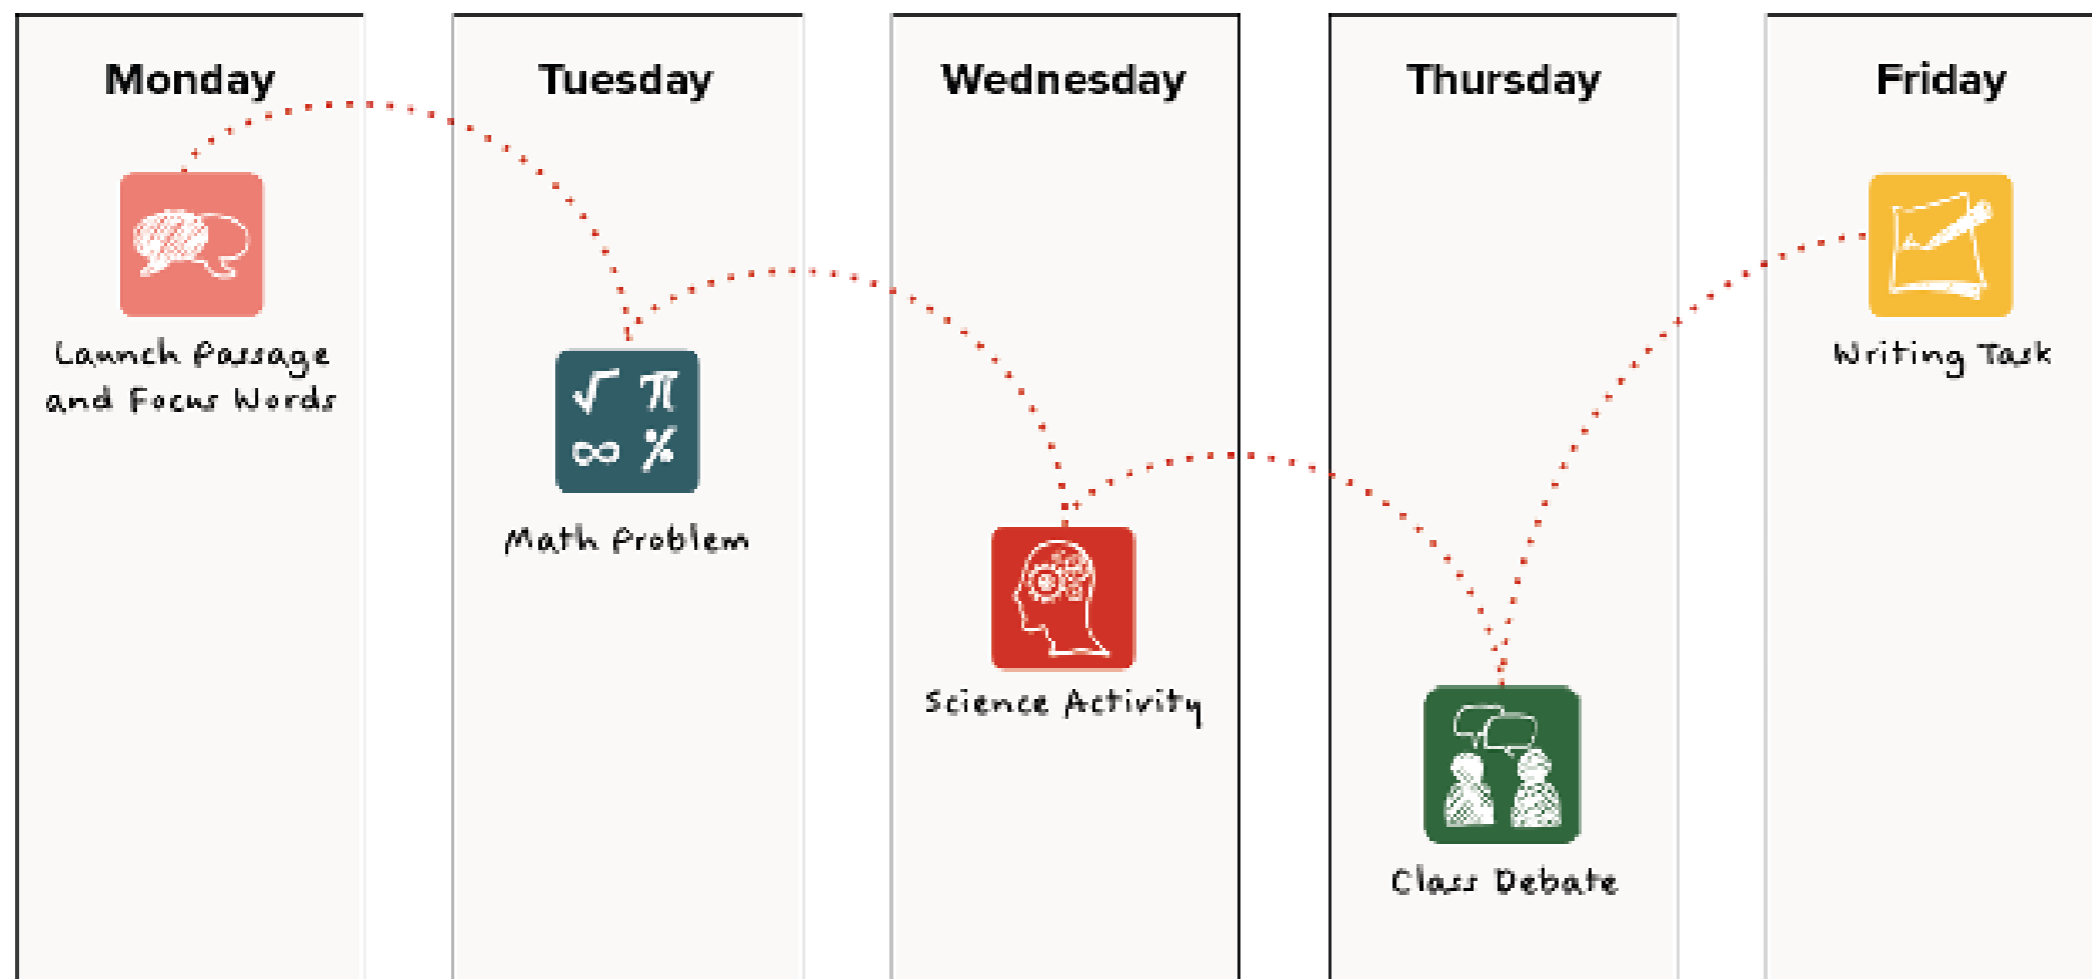 Monday
Launch Passage
and Focus Words
Tuesday
√ π
∞ %
Math Problem
Wednesday
Science Activity
Thursday
Class Debate
Friday
Writing Task